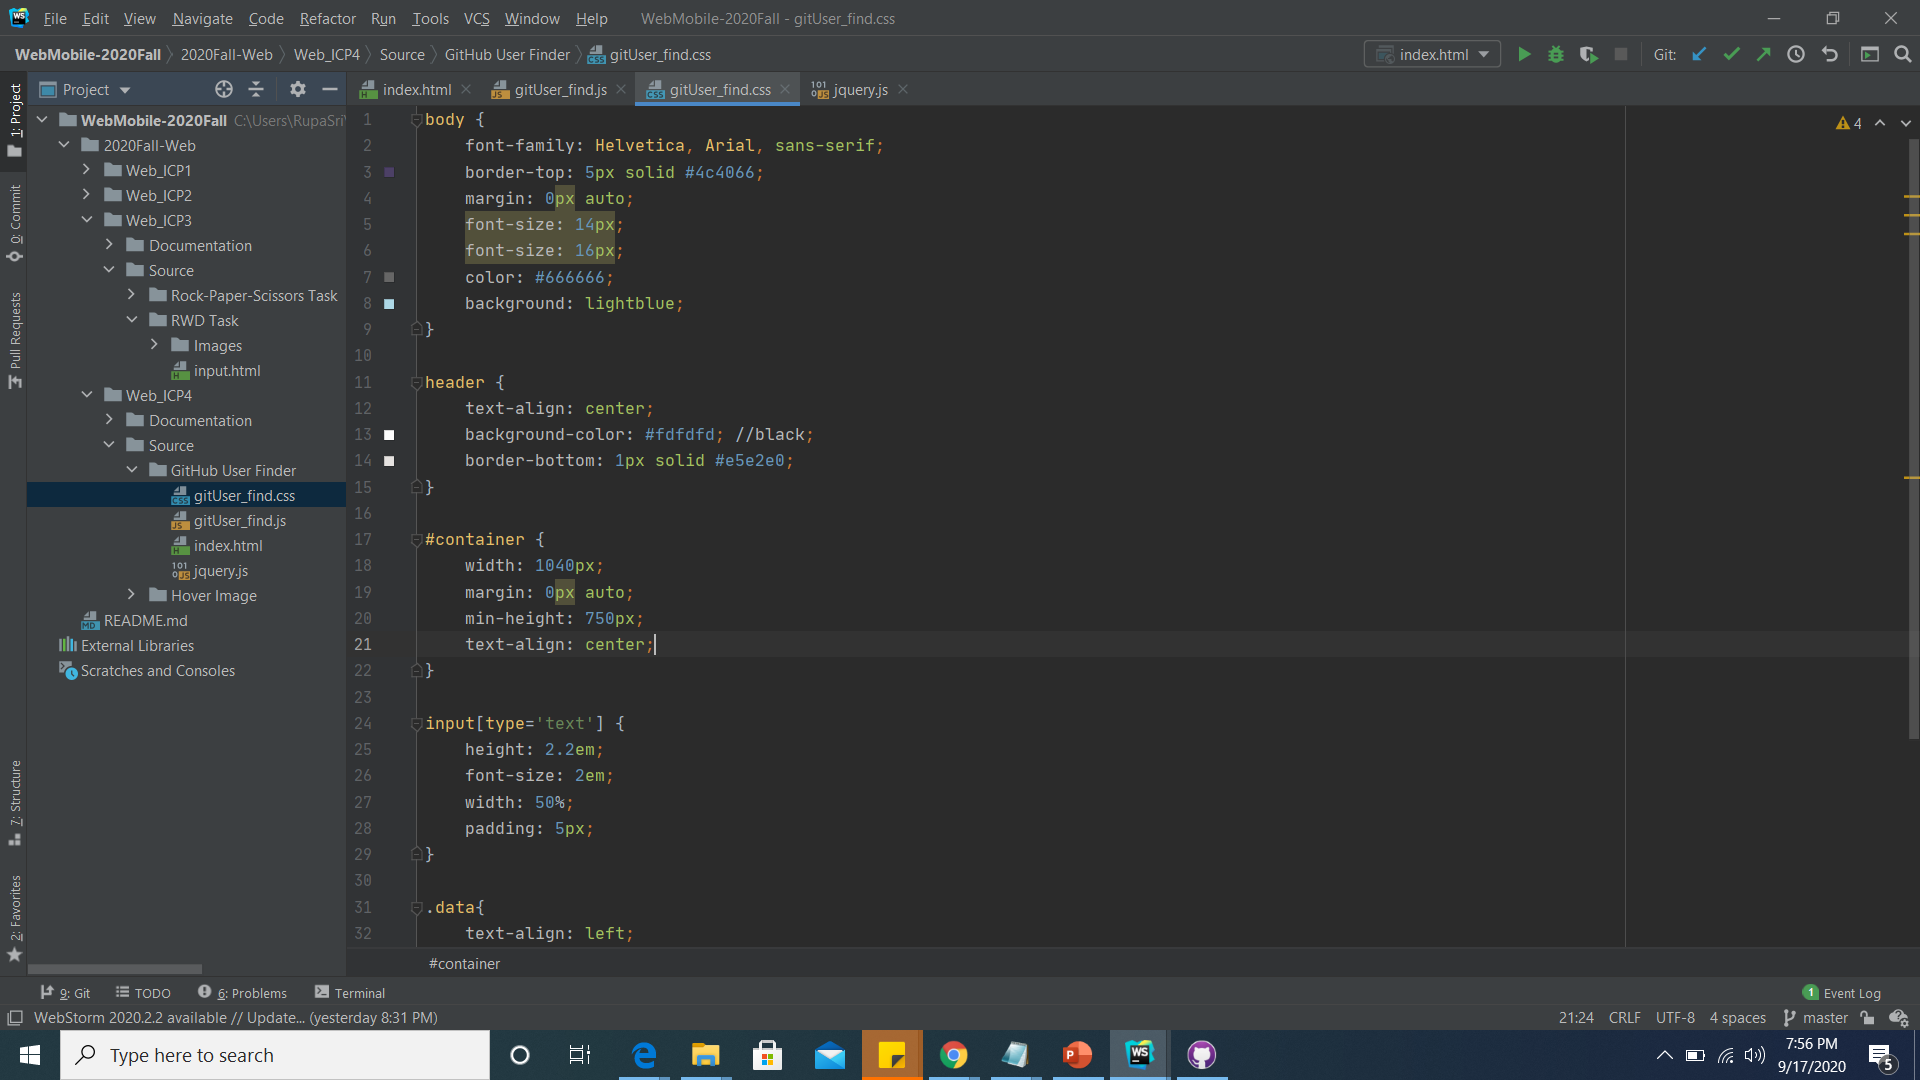 File Edit View Navigate Code Refactor Run Tools VCS Window Help WebMobile-2020Fall - gitUser_find.css
WebMobile-2020Fall 2020Fall-Web Web_ICP4 Source GitHub User Finder gitUser_find.css index.html Git:
Project
index.html gitUser_find.js gitUser_find.css jquery.js
1: Project
0: Commit
Pull Requests
7: Structure
2: Favorites
WebMobile-2020Fall C:\Users\RupaSri\
2020Fall-Web
Web_ICP1
Web_ICP2
Web_ICP3
Documentation
Source
Rock-Paper-Scissors Task
RWD Task
Images
input.html
Web_ICP4
Documentation
Source
GitHub User Finder
gitUser_find.css
gitUser_find.js
index.html
jquery.js
Hover Image
README.md
External Libraries
Scratches and Consoles
4
1 body {
2 font-family: Helvetica, Arial, sans-serif;
3 border-top: 5px solid #4c4066;
4 margin: 0px auto;
5 font-size: 14px;
6 font-size: 16px;
7 color: #666666;
8 background: lightblue;
9 }
10
11 header {
12 text-align: center;
13 background-color: #fdfdfd; //black;
14 border-bottom: 1px solid #e5e2e0;
15 }
16
17 #container {
18 width: 1040px;
19 margin: 0px auto;
20 min-height: 750px;
21 text-align: center;
22 }
23
24 input[type='text'] {
25 height: 2.2em;
26 font-size: 2em;
27 width: 50%;
28 padding: 5px;
29 }
30
31 .data{
32 text-align: left;
#container
9: Git TODO 6: Problems Terminal 1 Event Log
WebStorm 2020.2.2 available // Update... (yesterday 8:31 PM) 21:24 CRLF UTF-8 4 spaces master
Type here to search
7:56 PM
9/17/2020
5